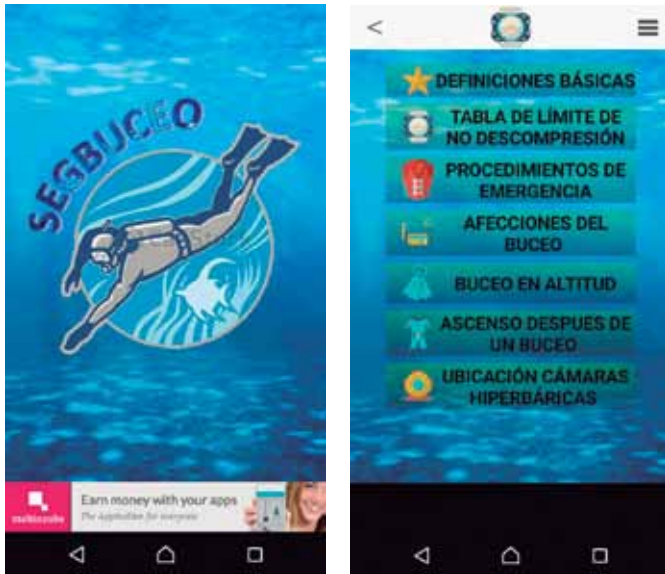 SEGBUCEO
Earn money with your apps
The Application for everyone
<
DEFINICIONES BÁSICAS
TABLA DE LÍMITE DE
NO DESCOMPRESIÓN
PROCEDIMIENTOS DE
EMERGENCIA
AFECCIONES DEL
BUCEO
BUCEO EN ALTITUD
ASCENSO DESPUES DE
UN BUCEO
UBICACIÓN CÁMARAS
HIPERBÁRICAS